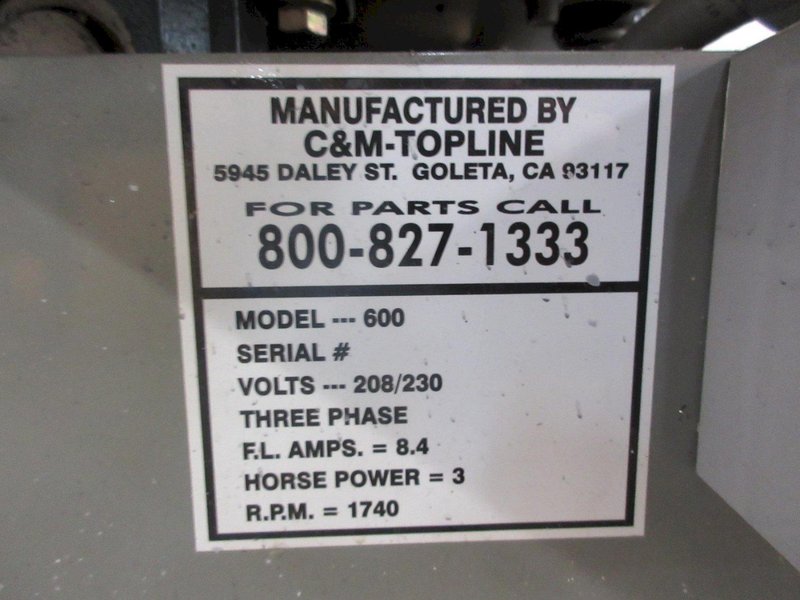 MANUFACTURED BY
C&M-TOPLINE
5945 DALEY ST. GOLETA, CA 93117
FOR PARTS CALL
800-827-1333
MODEL --- 600
SERIAL #
VOLTS --- 208/230
THREE PHASE
F.L. AMPS. = 8.4
HORSE POWER = 3
R.P.M. = 1740